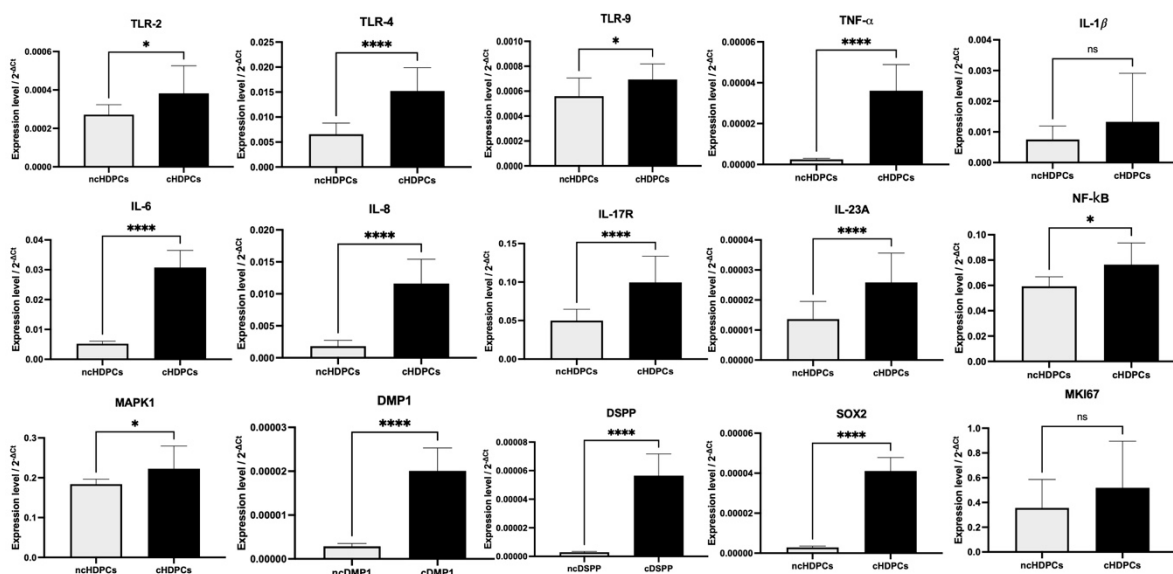 TLR-2
*
Expression level / 2^-ΔCt
0.0006
0.0004
0.0002
0.0000
ncHDPCs cHDPCs
TLR-4
****
Expression level / 2^-ΔCt
0.025
0.020
0.015
0.010
0.005
0.000
ncHDPCs cHDPCs
TLR-9
*
Expression level / 2^-ΔCt
0.0010
0.0008
0.0006
0.0004
0.0002
0.0000
ncHDPCs cHDPCs
TNF-α
****
Expression level / 2^-ΔCt
0.00006
0.00004
0.00002
0.00000
ncHDPCs cHDPCs
IL-1β
ns
Expression level / 2^-ΔCt
0.004
0.003
0.002
0.001
0.000
ncHDPCs cHDPCs
IL-6
****
Expression level / 2^-ΔCt
0.04
0.03
0.02
0.01
0.00
ncHDPCs cHDPCs
IL-8
****
Expression level / 2^-ΔCt
0.020
0.015
0.010
0.005
0.000
ncHDPCs cHDPCs
IL-17R
****
Expression level / 2^-ΔCt
0.15
0.10
0.05
0.00
ncHDPCs cHDPCs
IL-23A
****
Expression level / 2^-ΔCt
0.00004
0.00003
0.00002
0.00001
0.00000
ncHDPCs cHDPCs
NF-kB
*
Expression level / 2^-ΔCt
0.10
0.08
0.06
0.04
0.02
0.00
ncHDPCs cHDPCs
MAPK1
*
Expression level / 2^-ΔCt
0.3
0.2
0.1
0.0
ncHDPCs cHDPCs
DMP1
****
Expression level / 2^-ΔCt
0.00003
0.00002
0.00001
0.00000
ncDMP1 cDMP1
DSPP
****
Expression level / 2^-ΔCt
0.00008
0.00006
0.00004
0.00002
0.00000
ncDSPP cDSPP
SOX2
****
Expression level / 2^-ΔCt
0.00006
0.00004
0.00002
0.00000
ncHDPCs cHDPCs
MKI67
ns
Expression level / 2^-ΔCt
1.0
0.8
0.6
0.4
0.2
0.0
ncHDPCs cHDPCs